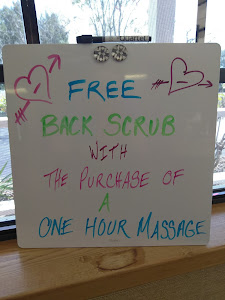 FREE
BACK SCRUB
WITH
THE PURCHASE OF
A
ONE HOUR MASSAGE